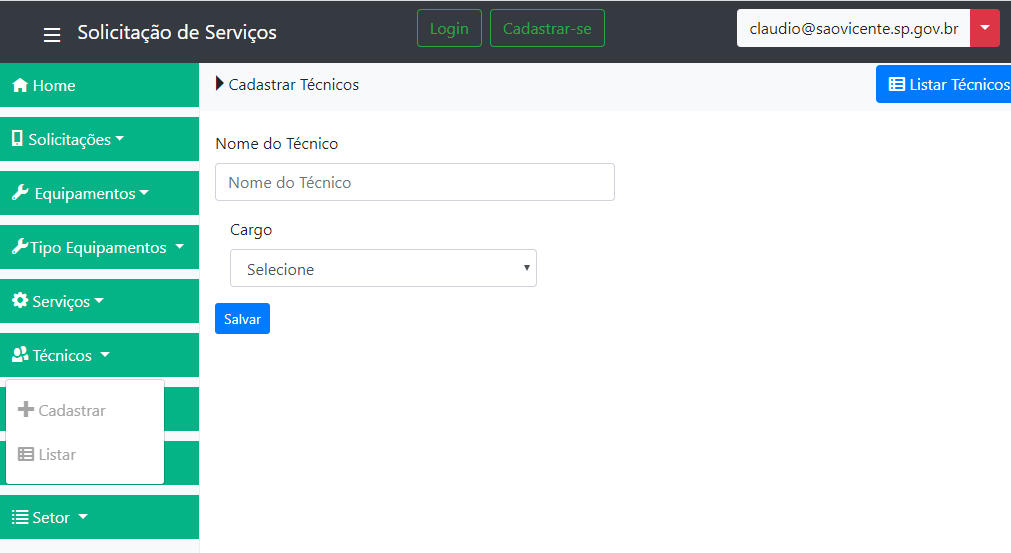 Solicitação de Serviços
Login
Cadastrar-se
claudio@saovicente.sp.gov.br
Home
Solicitações
Equipamentos
Tipo Equipamentos
Serviços
Técnicos
Cadastrar
Listar
Setor
Cadastrar Técnicos
Listar Técnicos
Nome do Técnico
Nome do Técnico
Cargo
Selecione
Salvar